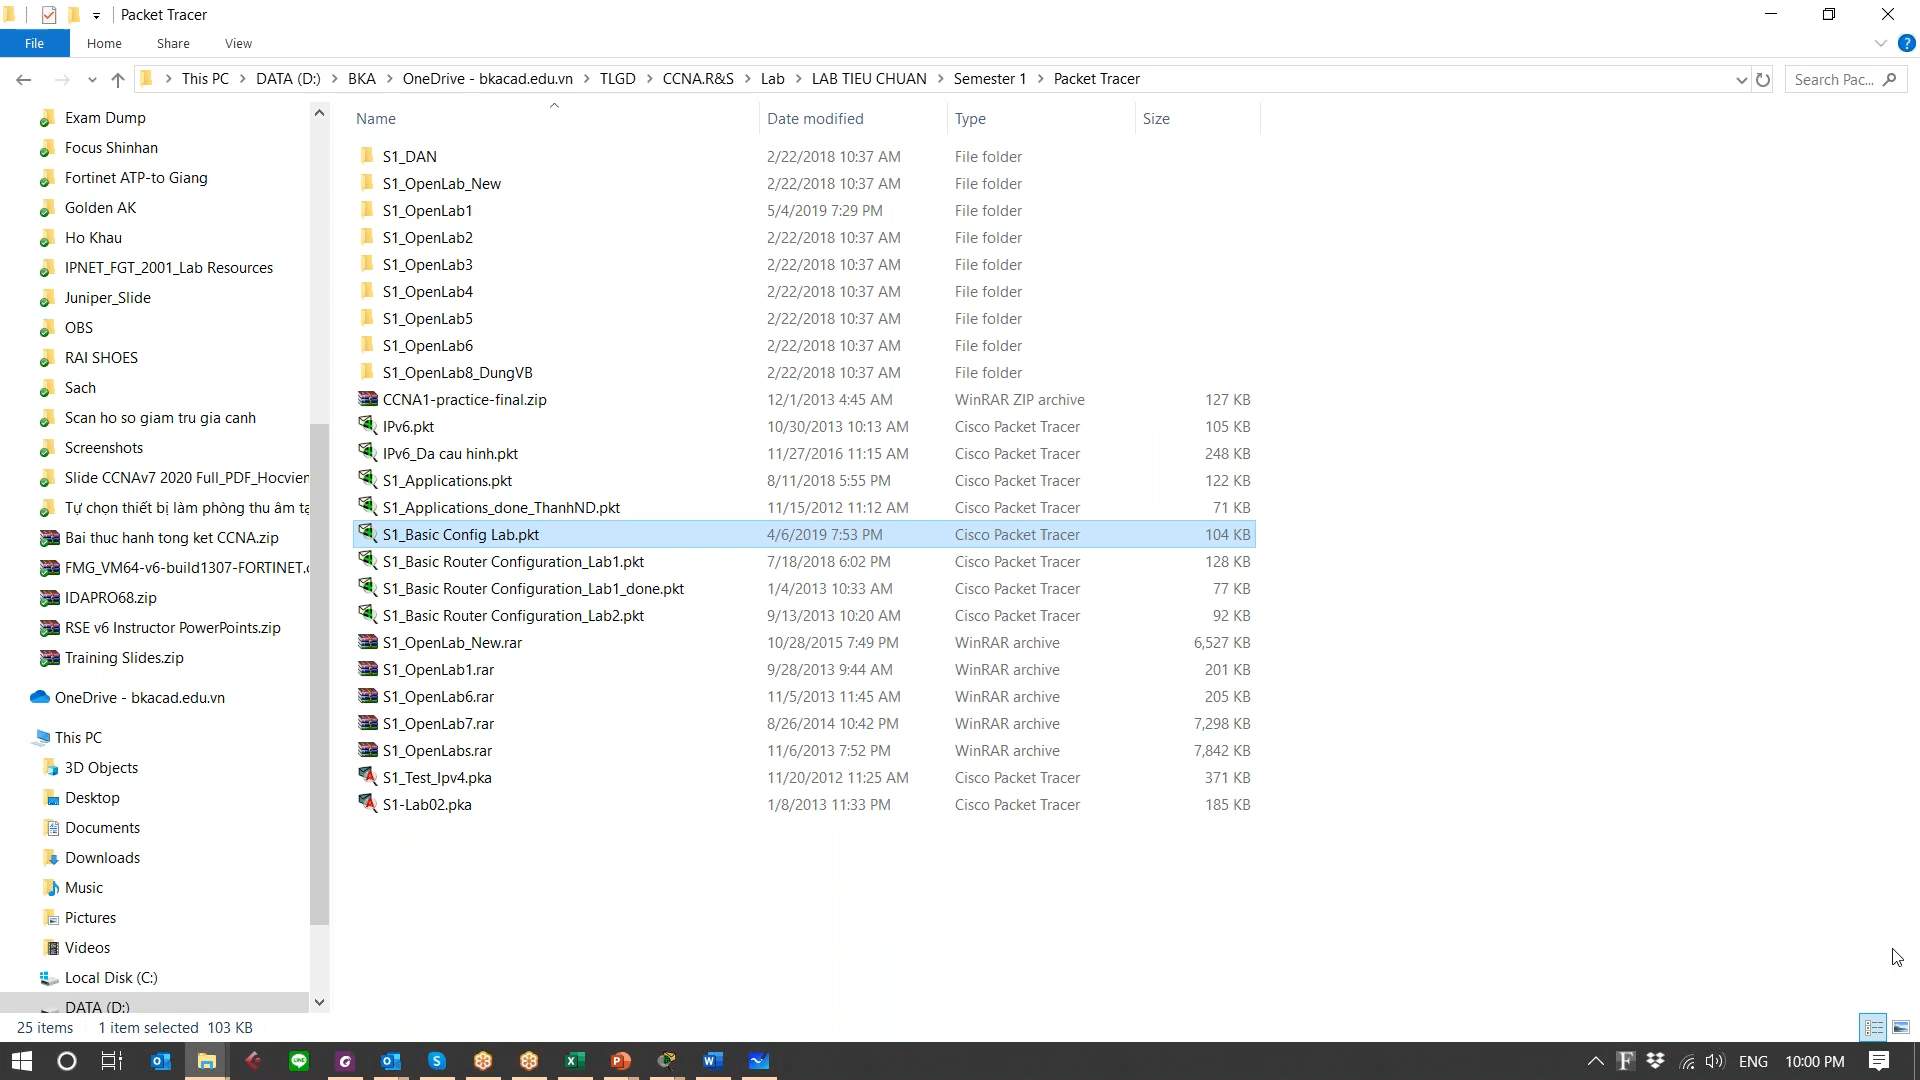 Packet Tracer
File Home Share View
This PC DATA (D:) BKA OneDrive - bkacad.edu.vn TLGD CCNA.R&S Lab LAB TIEU CHUAN Semester 1 Packet Tracer Search Pac...
Exam Dump
Focus Shinhan
Fortinet ATP-to Giang
Golden AK
Ho Khau
IPNET_FGT_2001_Lab Resources
Juniper_Slide
OBS
RAI SHOES
Sach
Scan ho so giam tru gia canh
Screenshots
Slide CCNAv7 2020 Full_PDF_Hocvien
Tự chọn thiết bị làm phòng thu âm tạ
Bai thuc hanh tong ket CCNA.zip
FMG_VM64-v6-build1307-FORTINET.
IDAPRO68.zip
RSE v6 Instructor PowerPoints.zip
Training Slides.zip
OneDrive - bkacad.edu.vn
This PC
3D Objects
Desktop
Documents
Downloads
Music
Pictures
Videos
Local Disk (C:)
DATA (D:)
Name Date modified Type Size
S1_DAN 2/22/2018 10:37 AM File folder
S1_OpenLab_New 2/22/2018 10:37 AM File folder
S1_OpenLab1 5/4/2019 7:29 PM File folder
S1_OpenLab2 2/22/2018 10:37 AM File folder
S1_OpenLab3 2/22/2018 10:37 AM File folder
S1_OpenLab4 2/22/2018 10:37 AM File folder
S1_OpenLab5 2/22/2018 10:37 AM File folder
S1_OpenLab6 2/22/2018 10:37 AM File folder
S1_OpenLab8_DungVB 2/22/2018 10:37 AM File folder
CCNA1-practice-final.zip 12/1/2013 4:45 AM WinRAR ZIP archive 127 KB
IPv6.pkt 10/30/2013 10:13 AM Cisco Packet Tracer 105 KB
IPv6_Da cau hinh.pkt 11/27/2016 11:15 AM Cisco Packet Tracer 248 KB
S1_Applications.pkt 8/11/2018 5:55 PM Cisco Packet Tracer 122 KB
S1_Applications_done_ThanhND.pkt 11/15/2012 11:12 AM Cisco Packet Tracer 71 KB
S1_Basic Config Lab.pkt 4/6/2019 7:53 PM Cisco Packet Tracer 104 KB
S1_Basic Router Configuration_Lab1.pkt 7/18/2018 6:02 PM Cisco Packet Tracer 128 KB
S1_Basic Router Configuration_Lab1_done.pkt 1/4/2013 10:33 AM Cisco Packet Tracer 77 KB
S1_Basic Router Configuration_Lab2.pkt 9/13/2013 10:20 AM Cisco Packet Tracer 92 KB
S1_OpenLab_New.rar 10/28/2015 7:49 PM WinRAR archive 6,527 KB
S1_OpenLab1.rar 9/28/2013 9:44 AM WinRAR archive 201 KB
S1_OpenLab6.rar 11/5/2013 11:45 AM WinRAR archive 205 KB
S1_OpenLab7.rar 8/26/2014 10:42 PM WinRAR archive 7,298 KB
S1_OpenLabs.rar 11/6/2013 7:52 PM WinRAR archive 7,842 KB
S1_Test_Ipv4.pka 11/20/2012 11:25 AM Cisco Packet Tracer 371 KB
S1-Lab02.pka 1/8/2013 11:33 PM Cisco Packet Tracer 185 KB
25 items 1 item selected 103 KB
ENG 10:00 PM